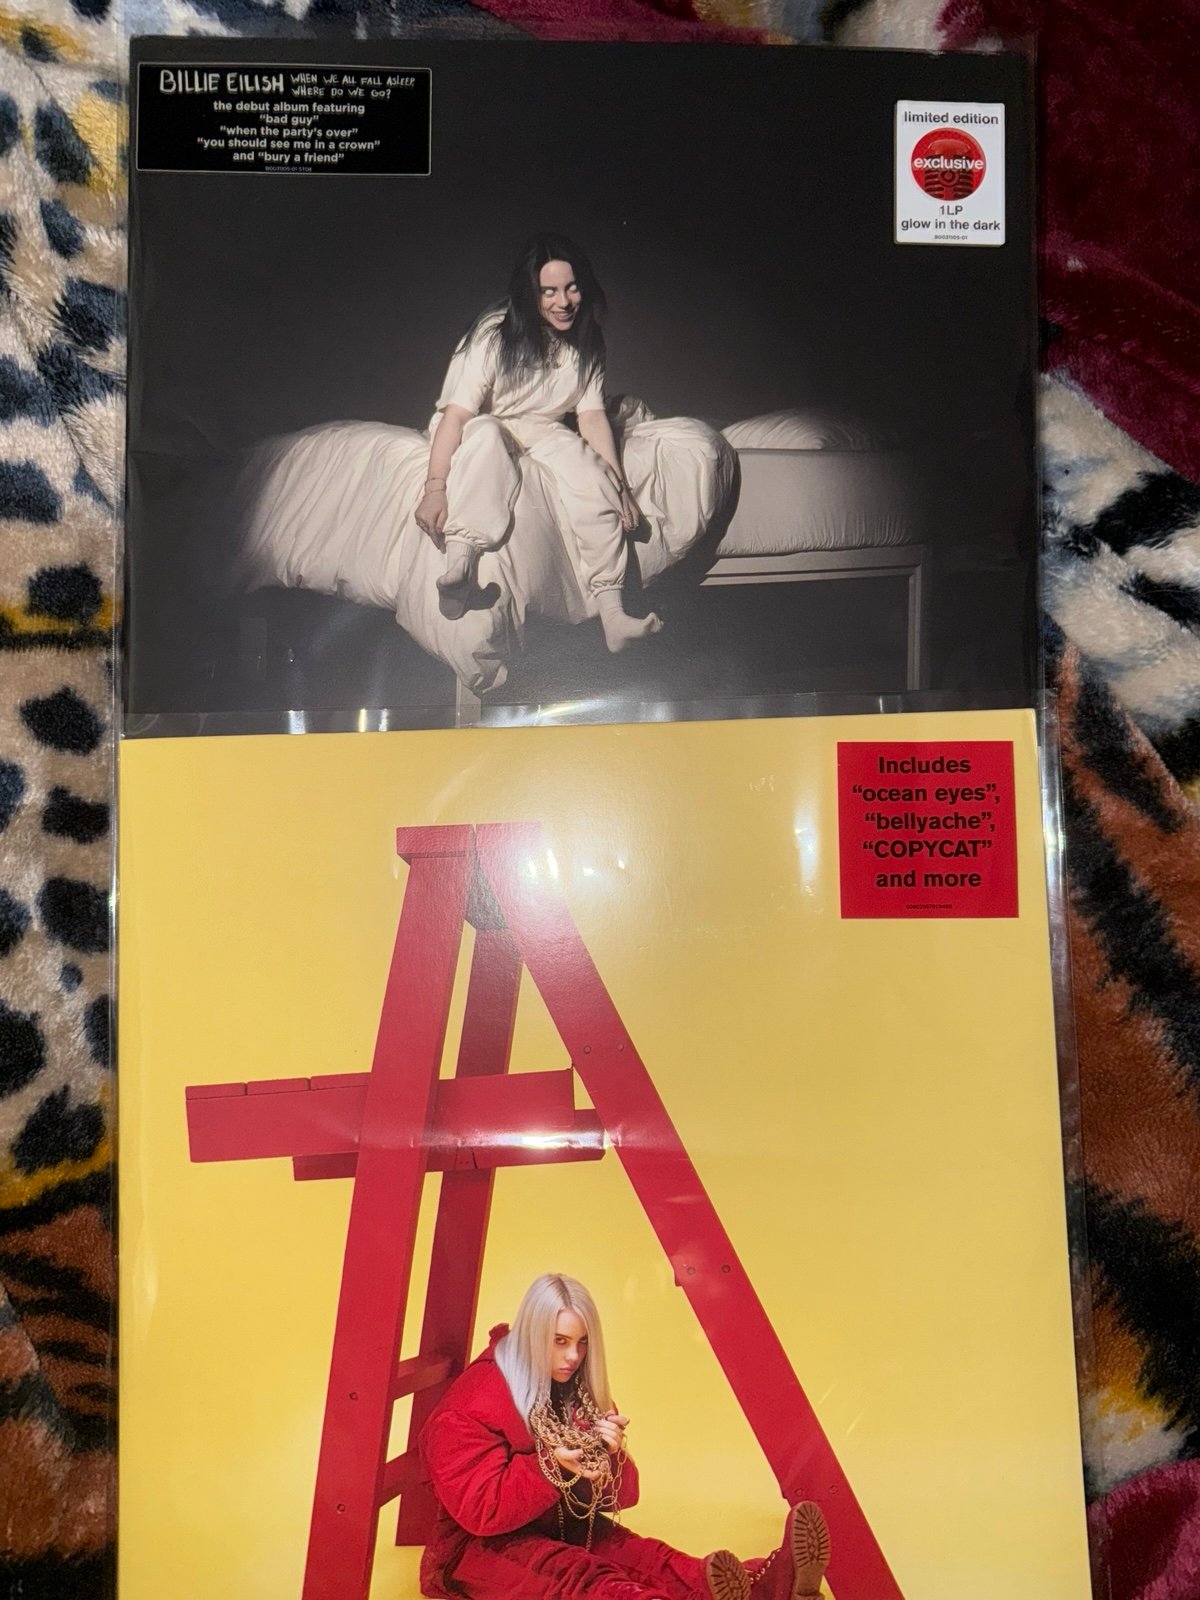 BILLIE EILISH WHEN WE ALL FALL ASLEEP,
WHERE DO WE GO?
the debut album featuring
"bad guy"
"when the party's over"
"you should see me in a crown"
and "bury a friend"
limited edition
exclusive
1LP
glow in the dark
B0031105-01
Includes
“ocean eyes”,
“bellyache”,
“COPYCAT”
and more